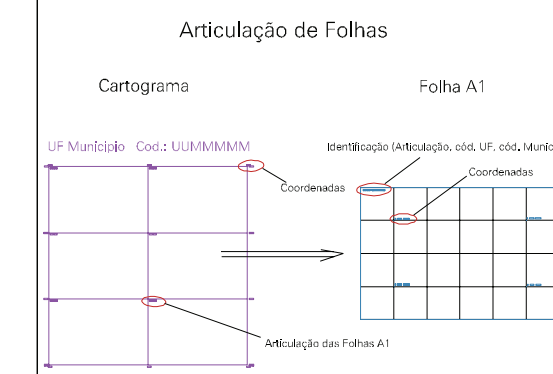 Articulação de Folhas
Cartograma
Folha A1
UF Municipio Cod.: UUMMMMM
Identificação (Articulação, cód. UF, cód. Munic
Coordenadas
Coordenadas
Articulação das Folhas A1